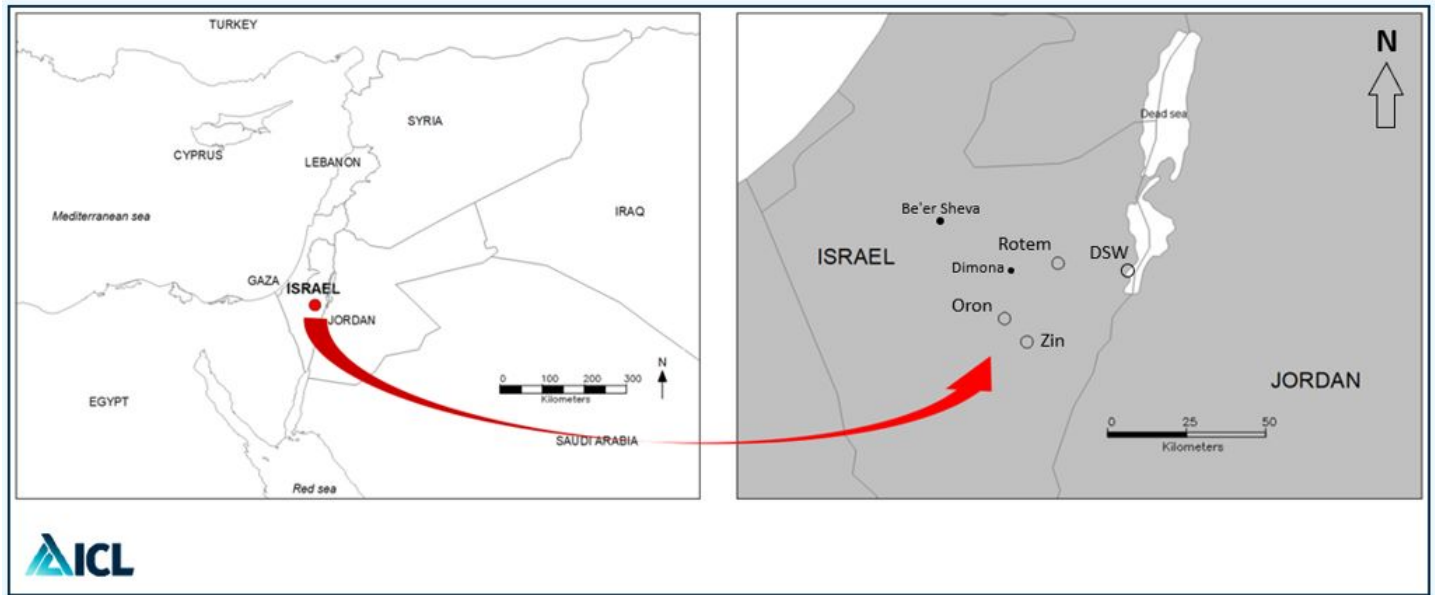 TURKEY
SYRIA
CYPRUS
LEBANON
Mediterranean sea
IRAQ
GAZA
ISRAEL
JORDAN
N
0 100 200 300
Kilometers
EGYPT
SAUDI ARABIA
Red sea
N
Dead sea
Be'er Sheva
Rotem
DSW
ISRAEL
Dimona
Oron
Zin
JORDAN
0 25 50
Kilometers
ICL